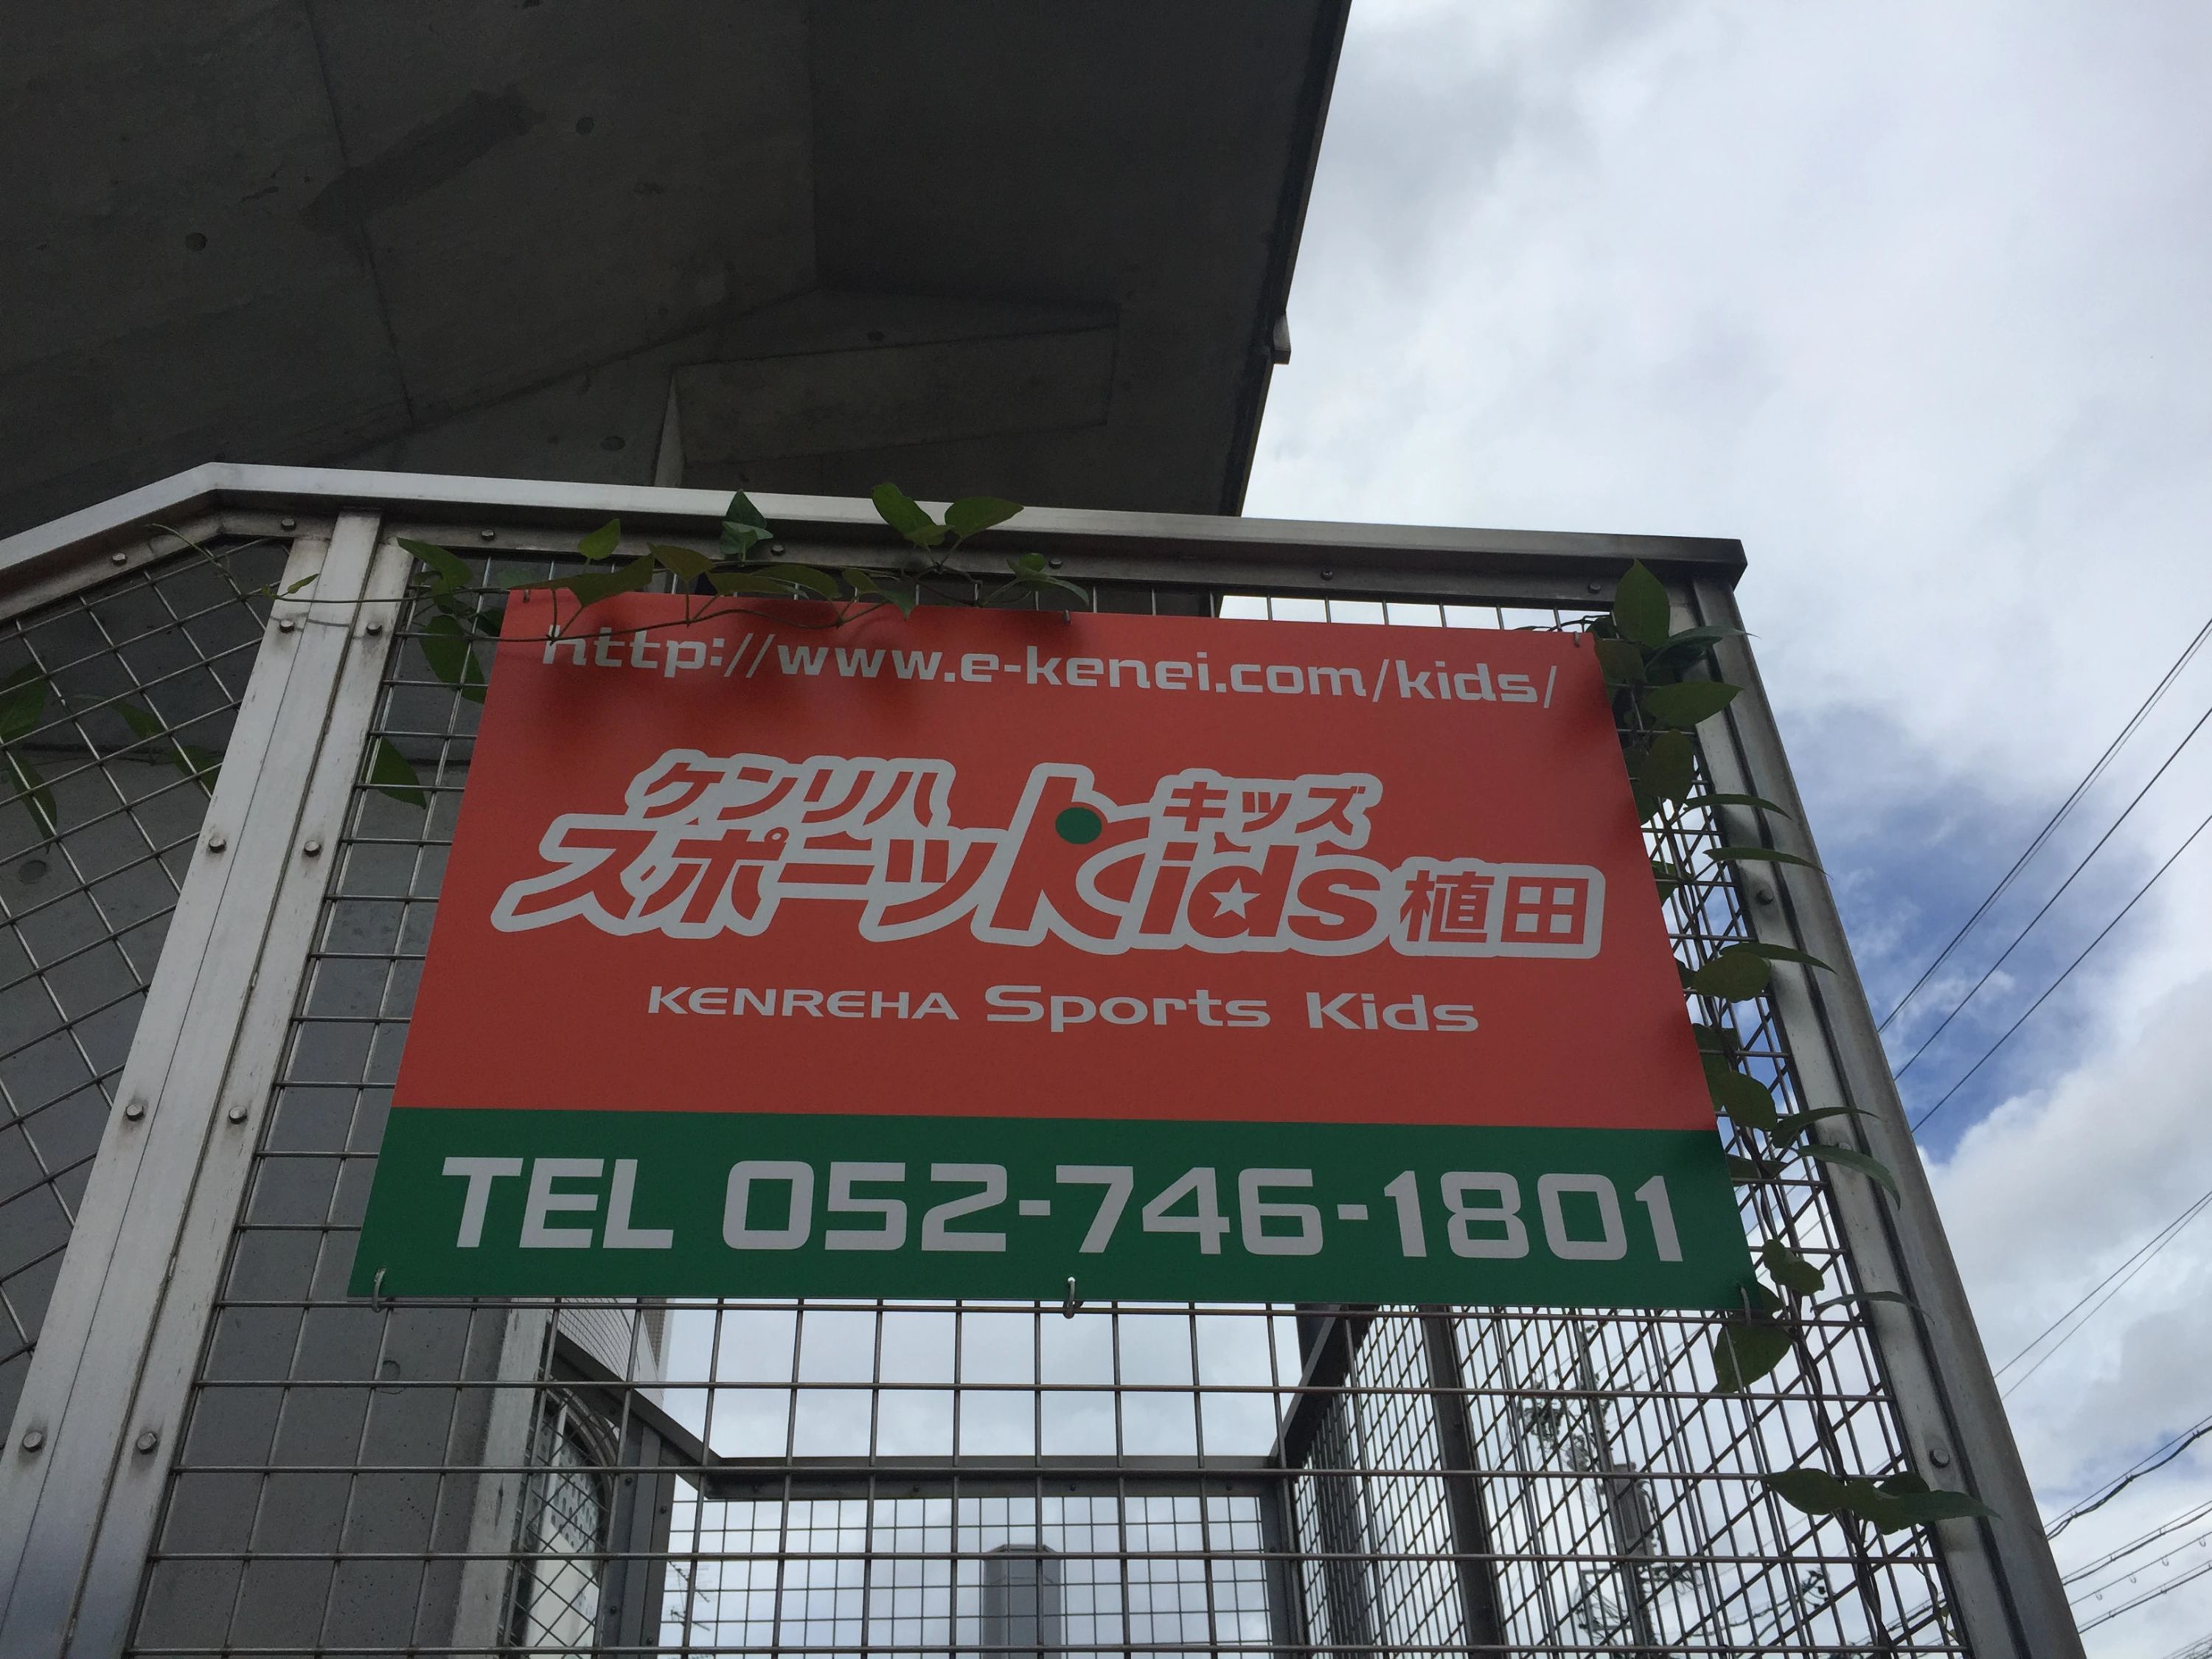 http://www.e-kenei.com/kids/
ケンリハ キッズ
スポーツKids植田
KENREHA Sports Kids
TEL 052-746-1801